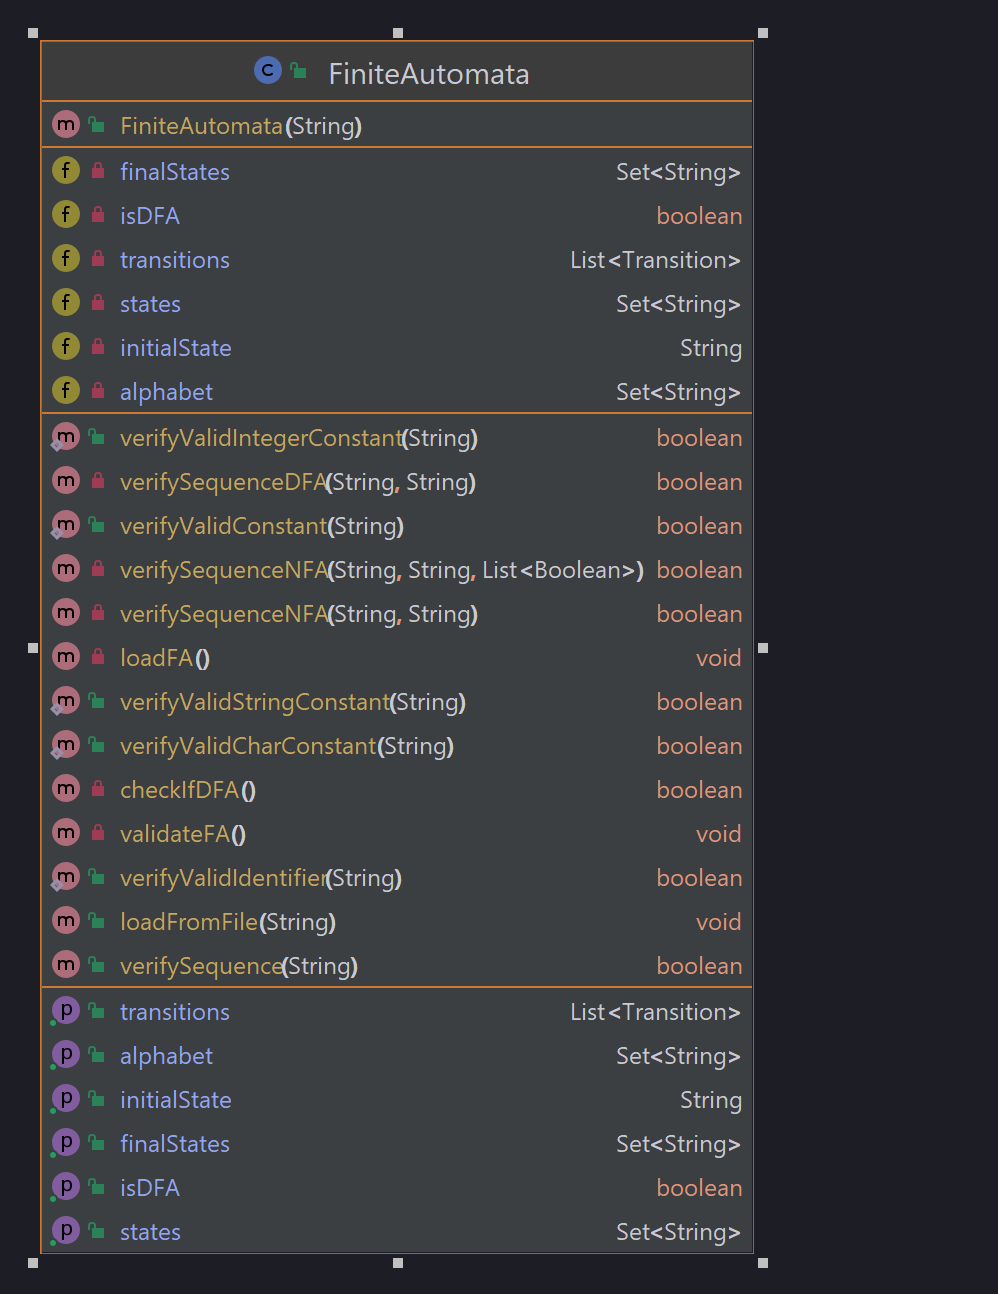 C FiniteAutomata
m FiniteAutomata(String)
f finalStates Set<String>
f isDFA boolean
f transitions List<Transition>
f states Set<String>
f initialState String
f alphabet Set<String>
m verifyValidIntegerConstant(String) boolean
m verifySequenceDFA(String, String) boolean
m verifyValidConstant(String) boolean
m verifySequenceNFA(String, String, List<Boolean>) boolean
m verifySequenceNFA(String, String) boolean
m loadFA() void
m verifyValidStringConstant(String) boolean
m verifyValidCharConstant(String) boolean
m checkIfDFA() boolean
m validateFA() void
m verifyValidIdentifier(String) boolean
m loadFromFile(String) void
m verifySequence(String) boolean
p transitions List<Transition>
p alphabet Set<String>
p initialState String
p finalStates Set<String>
p isDFA boolean
p states Set<String>